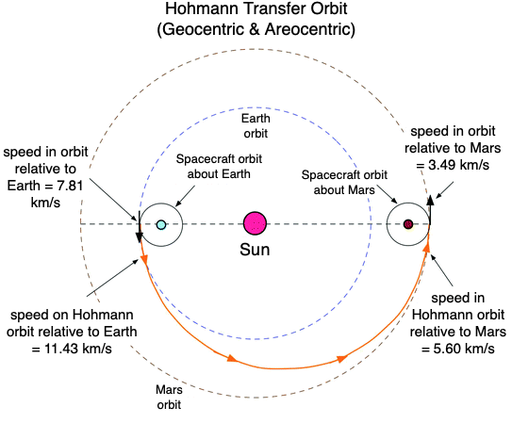 Hohmann Transfer Orbit
(Geocentric & Areocentric)
Earth
orbit
speed in orbit
relative to Mars
= 3.49 km/s
speed in orbit
relative to
Earth = 7.81
km/s
Spacecraft orbit
about Earth
Spacecraft orbit
about Mars
Sun
speed on Hohmann
orbit relative to Earth
= 11.43 km/s
speed in
Hohmann orbit
relative to Mars
= 5.60 km/s
Mars
orbit